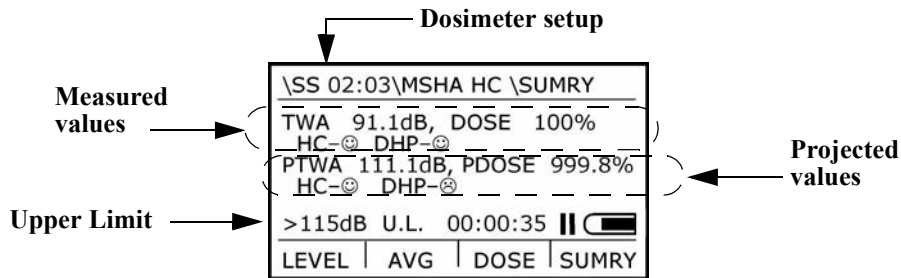 Dosimeter setup
\SS 02:03\MSHA HC \SUMRY
Measured
values
TWA 91.1dB, DOSE 100%
HC-☺ DHP-☺
PTWA 111.1dB, PDOSE 999.8%
HC-☺ DHP-☹
Projected
values
Upper Limit
>115dB U.L. 00:00:35
LEVEL AVG DOSE SUMRY